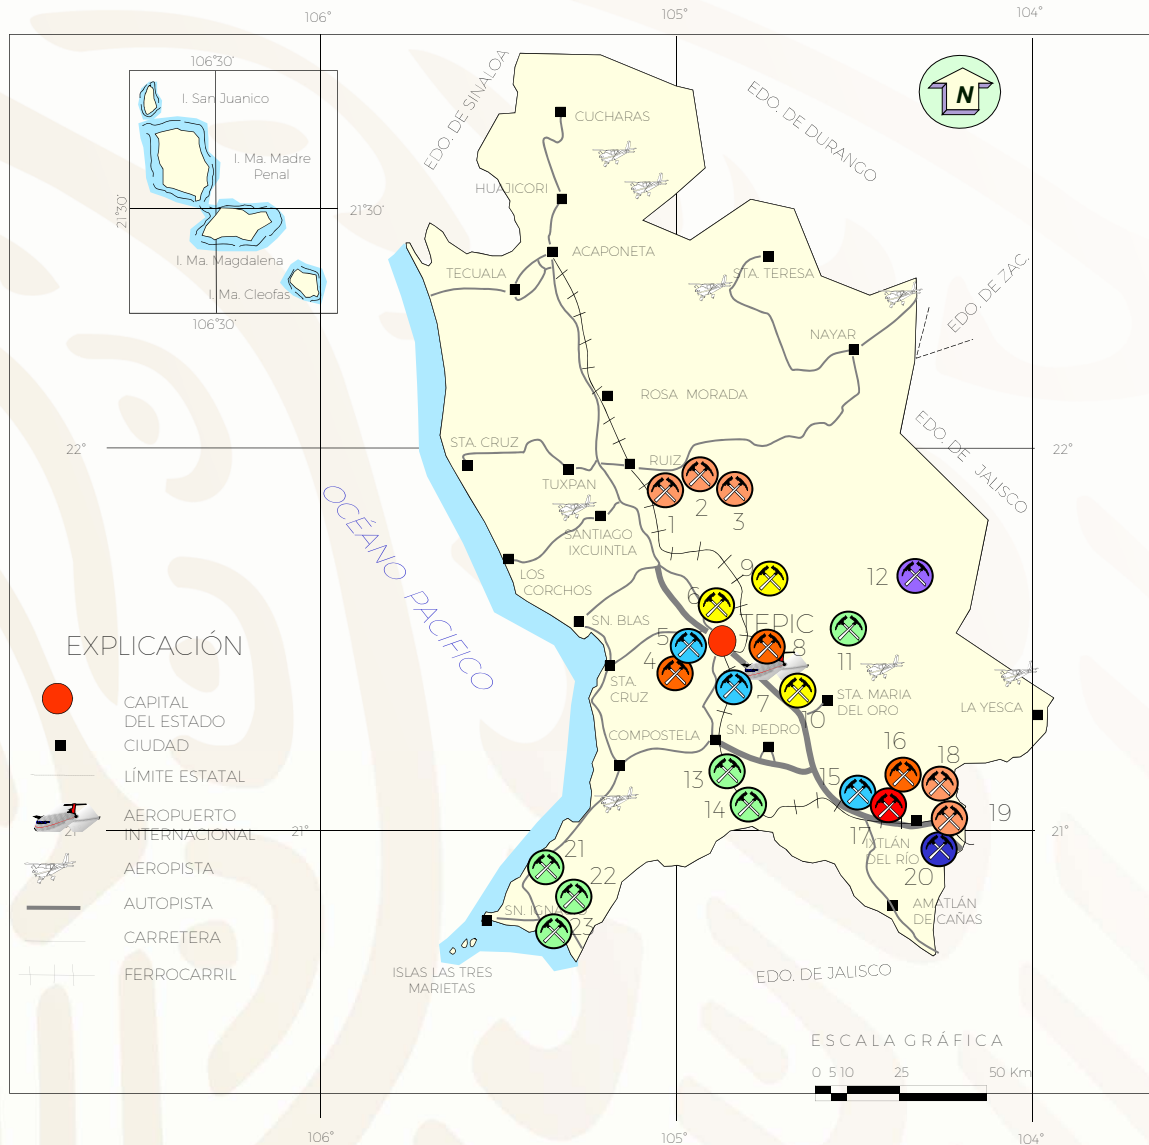 106°
105°
104°
106°30'
I. San Juanico
I. Ma. Madre
Penal
21°30'
21°30'
I. Ma. Magdalena
I. Ma. Cleofas
106°30'
EDO. DE SINALOA
EDO. DE DURANGO
N
CUCHARAS
HUAJICORI
ACAPONETA
TECUALA
STA. TERESA
EDO. DE ZAC.
NAYAR
ROSA MORADA
EDO. DE JALISCO
22°
STA. CRUZ
RUIZ
22°
TUXPAN
1
2
3
OCÉANO PACIFICO
SANTIAGO
IXCUINTLA
LOS
CORCHOS
9
12
6
SN. BLAS
TEPIC
5
8
11
4
STA.
CRUZ
7
10
STA. MARIA
DEL ORO
LA YESCA
COMPOSTELA
SN. PEDRO
13
14
15
16
18
17
19
21°
IXTLÁN
DEL RÍO
20
21
22
SN. IGNACIO
23
AMATLÁN
DE CAÑAS
ISLAS LAS TRES
MARIETAS
EDO. DE JALISCO
EXPLICACIÓN
CAPITAL
DEL ESTADO
CIUDAD
LÍMITE ESTATAL
AEROPUERTO
INTERNACIONAL
21°
AEROPISTA
AUTOPISTA
CARRETERA
FERROCARRIL
ESCALA GRÁFICA
0 5 10 25 50 Km
106°
105°
104°